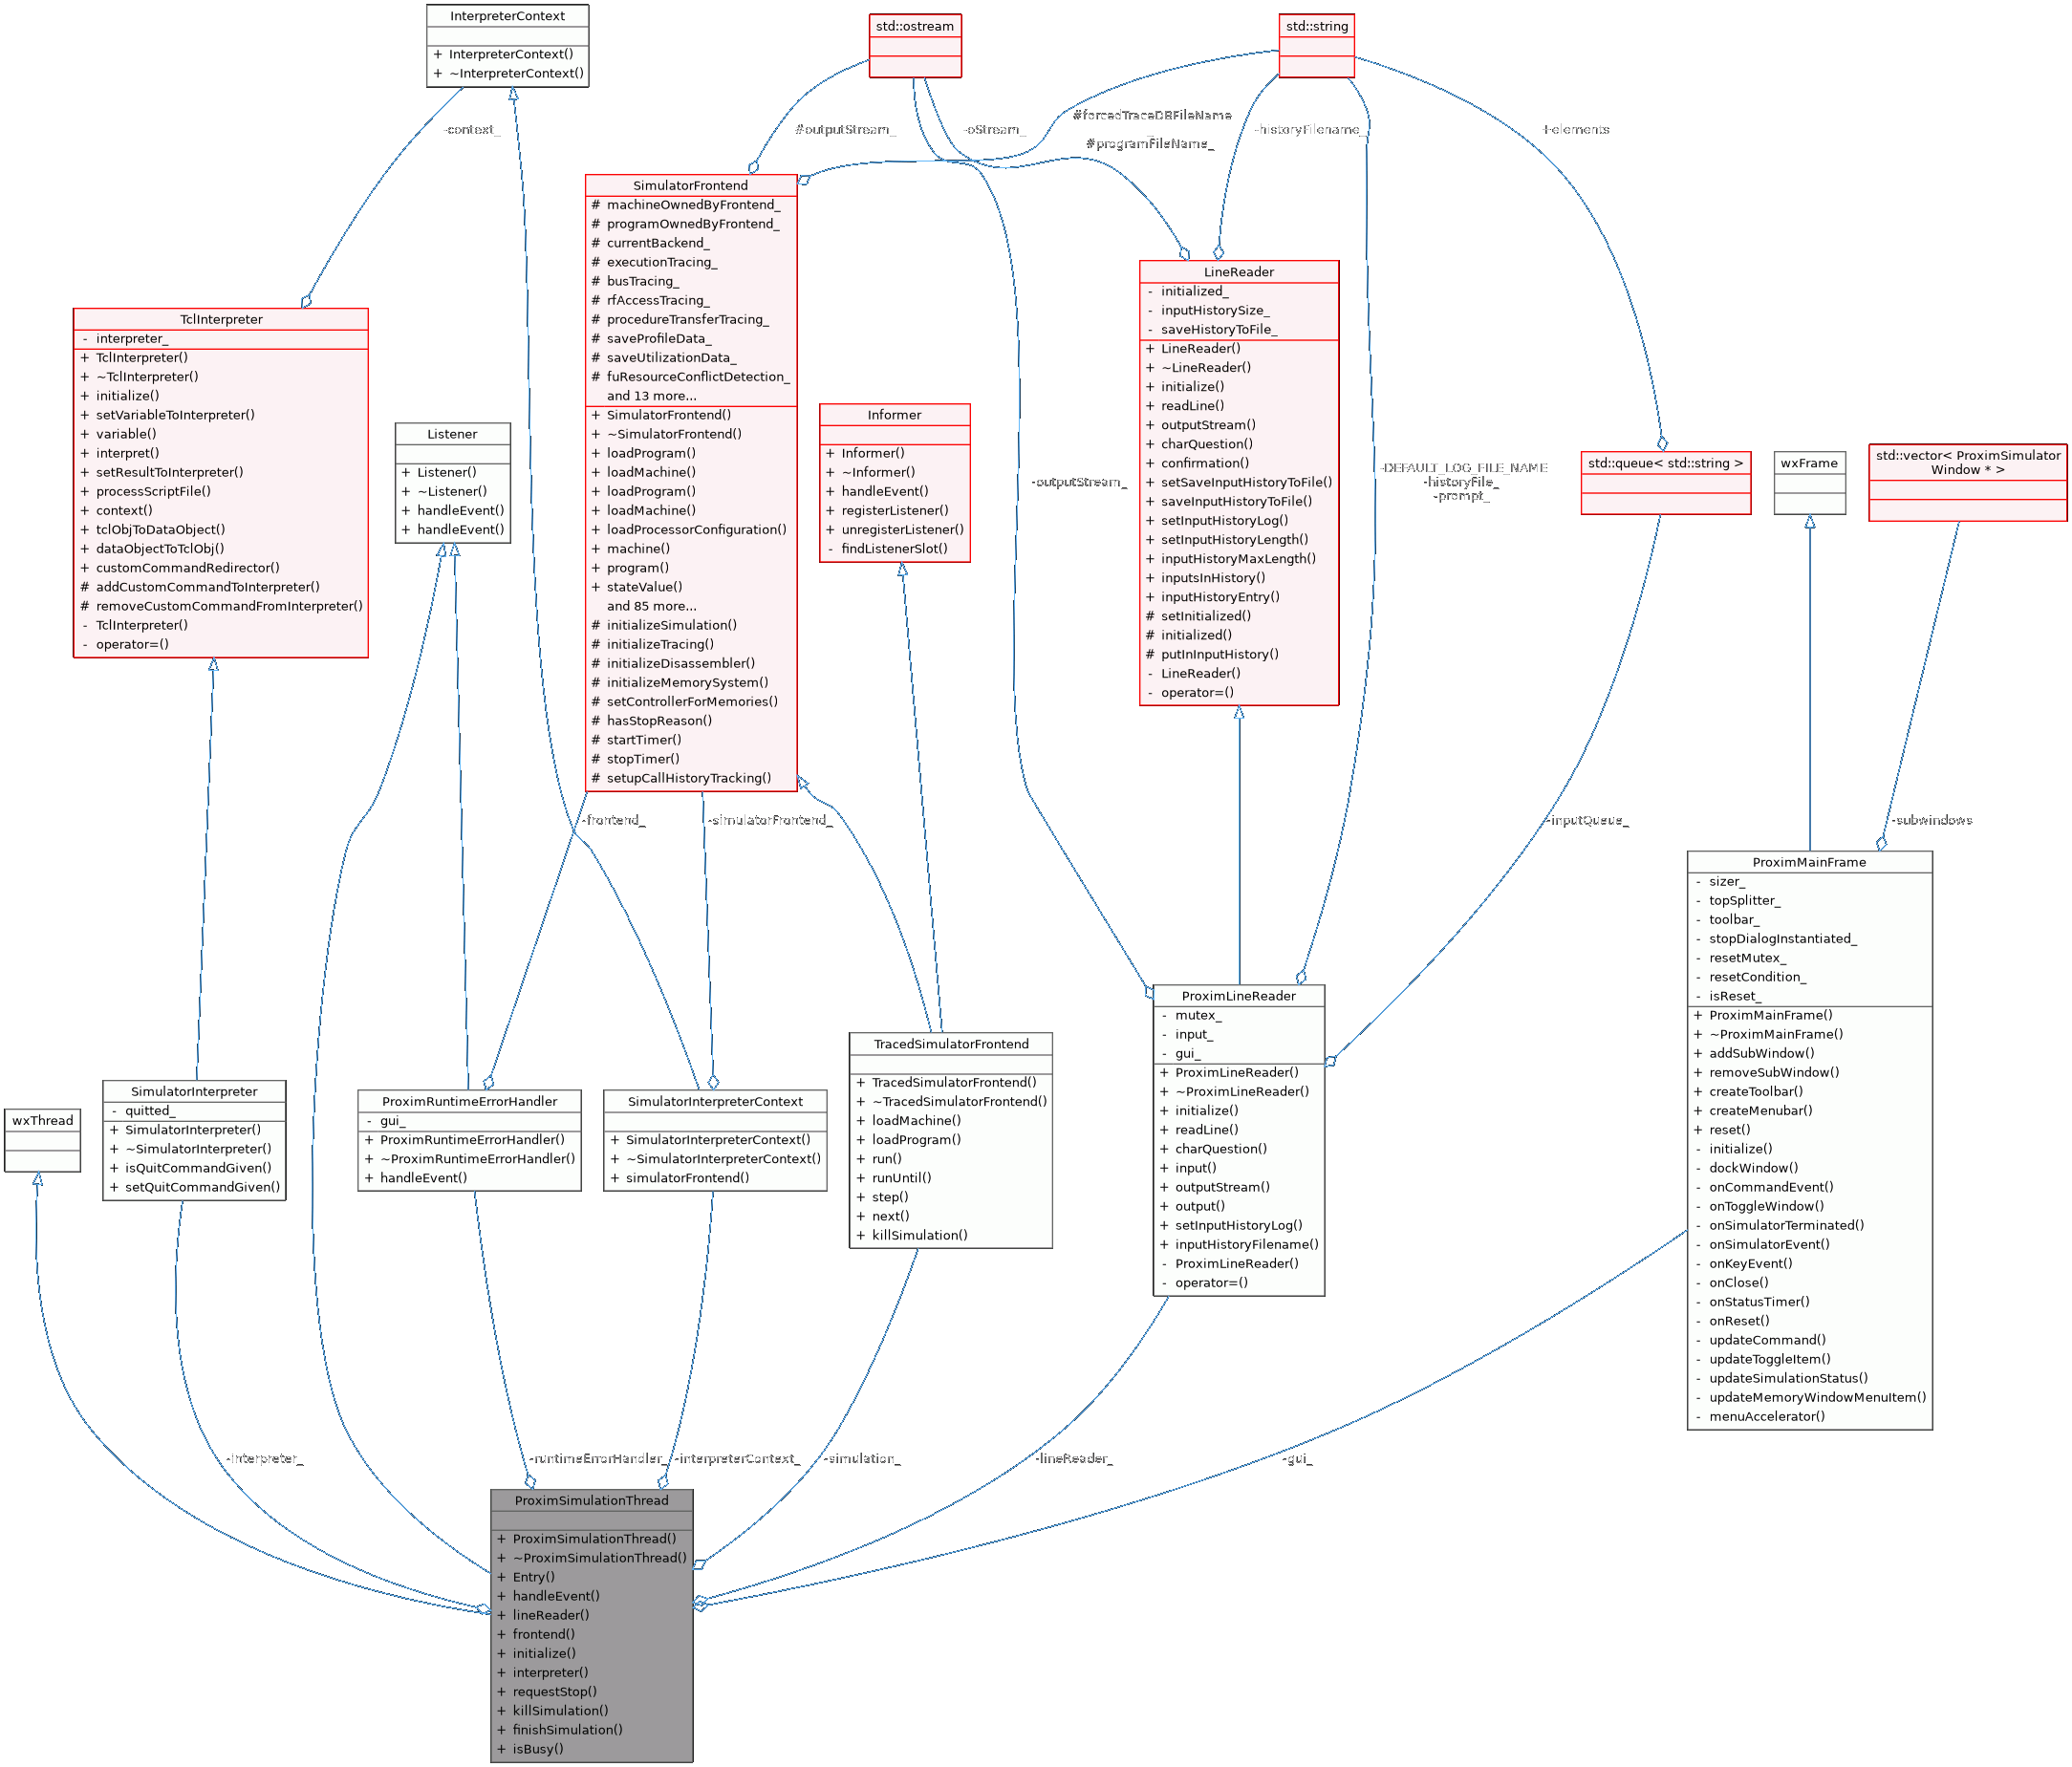 InterpreterContext
+ InterpreterContext()
+ ~InterpreterContext()
std::ostream
std::string
-context_
#outputStream_
-oStream_
#forcedTraceDBFileName
_
#programFileName_
-historyFilename_
+elements
SimulatorFrontend
# machineOwnedByFrontend_
# programOwnedByFrontend_
# currentBackend_
# executionTracing_
# busTracing_
# rfAccessTracing_
# procedureTransferTracing_
# saveProfileData_
# saveUtilizationData_
# fuResourceConflictDetection_
and 13 more...
+ SimulatorFrontend()
+ ~SimulatorFrontend()
+ loadProgram()
+ loadMachine()
+ loadProgram()
+ loadMachine()
+ loadProcessorConfiguration()
+ machine()
+ program()
+ stateValue()
and 85 more...
# initializeSimulation()
# initializeTracing()
# initializeDisassembler()
# initializeMemorySystem()
# setControllerForMemories()
# hasStopReason()
# startTimer()
# stopTimer()
# setupCallHistoryTracking()
LineReader
- initialized_
- inputHistorySize_
- saveHistoryToFile_
+ LineReader()
+ ~LineReader()
+ initialize()
+ readLine()
+ outputStream()
+ charQuestion()
+ confirmation()
+ setSaveInputHistoryToFile()
+ saveInputHistoryToFile()
+ setInputHistoryLog()
+ setInputHistoryLength()
+ inputHistoryMaxLength()
+ inputsInHistory()
+ inputHistoryEntry()
# setInitialized()
# initialized()
# putInInputHistory()
- LineReader()
- operator=()
TclInterpreter
- interpreter_
+ TclInterpreter()
+ ~TclInterpreter()
+ initialize()
+ setVariableToInterpreter()
+ variable()
+ interpret()
+ setResultToInterpreter()
+ processScriptFile()
+ context()
+ tclObjToDataObject()
+ dataObjectToTclObj()
+ customCommandRedirector()
# addCustomCommandToInterpreter()
# removeCustomCommandFromInterpreter()
- TclInterpreter()
- operator=()
Listener
+ Listener()
+ ~Listener()
+ handleEvent()
+ handleEvent()
Informer
+ Informer()
+ ~Informer()
+ handleEvent()
+ registerListener()
+ unregisterListener()
- findListenerSlot()
-outputStream_
-DEFAULT_LOG_FILE_NAME
-historyFile_
-prompt_
std::queue< std::string >
wxFrame
std::vector< ProximSimulator
Window * >
-frontend_
-simulatorFrontend_
-inputQueue_
-subwindows
ProximMainFrame
- sizer_
- topSplitter_
- toolbar_
- stopDialogInstantiated_
- resetMutex_
- resetCondition_
- isReset_
+ ProximMainFrame()
+ ~ProximMainFrame()
+ addSubWindow()
+ removeSubWindow()
+ createToolbar()
+ createMenubar()
+ reset()
- initialize()
- dockWindow()
- onCommandEvent()
- onToggleWindow()
- onSimulatorTerminated()
- onSimulatorEvent()
- onKeyEvent()
- onClose()
- onStatusTimer()
- onReset()
- updateCommand()
- updateToggleItem()
- updateSimulationStatus()
- updateMemoryWindowMenuItem()
- menuAccelerator()
ProximLineReader
- mutex_
- input_
- gui_
+ ProximLineReader()
+ ~ProximLineReader()
+ initialize()
+ readLine()
+ charQuestion()
+ input()
+ outputStream()
+ output()
+ setInputHistoryLog()
+ inputHistoryFilename()
- ProximLineReader()
- operator=()
TracedSimulatorFrontend
+ TracedSimulatorFrontend()
+ ~TracedSimulatorFrontend()
+ loadMachine()
+ loadProgram()
+ run()
+ runUntil()
+ step()
+ next()
+ killSimulation()
wxThread
SimulatorInterpreter
- quitted_
+ SimulatorInterpreter()
+ ~SimulatorInterpreter()
+ isQuitCommandGiven()
+ setQuitCommandGiven()
ProximRuntimeErrorHandler
- gui_
+ ProximRuntimeErrorHandler()
+ ~ProximRuntimeErrorHandler()
+ handleEvent()
SimulatorInterpreterContext
+ SimulatorInterpreterContext()
+ ~SimulatorInterpreterContext()
+ simulatorFrontend()
-interpreter_
-runtimeErrorHandler_
-interpreterContext_
-simulation_
-lineReader_
-gui_
ProximSimulationThread
+ ProximSimulationThread()
+ ~ProximSimulationThread()
+ Entry()
+ handleEvent()
+ lineReader()
+ frontend()
+ initialize()
+ interpreter()
+ requestStop()
+ killSimulation()
+ finishSimulation()
+ isBusy()